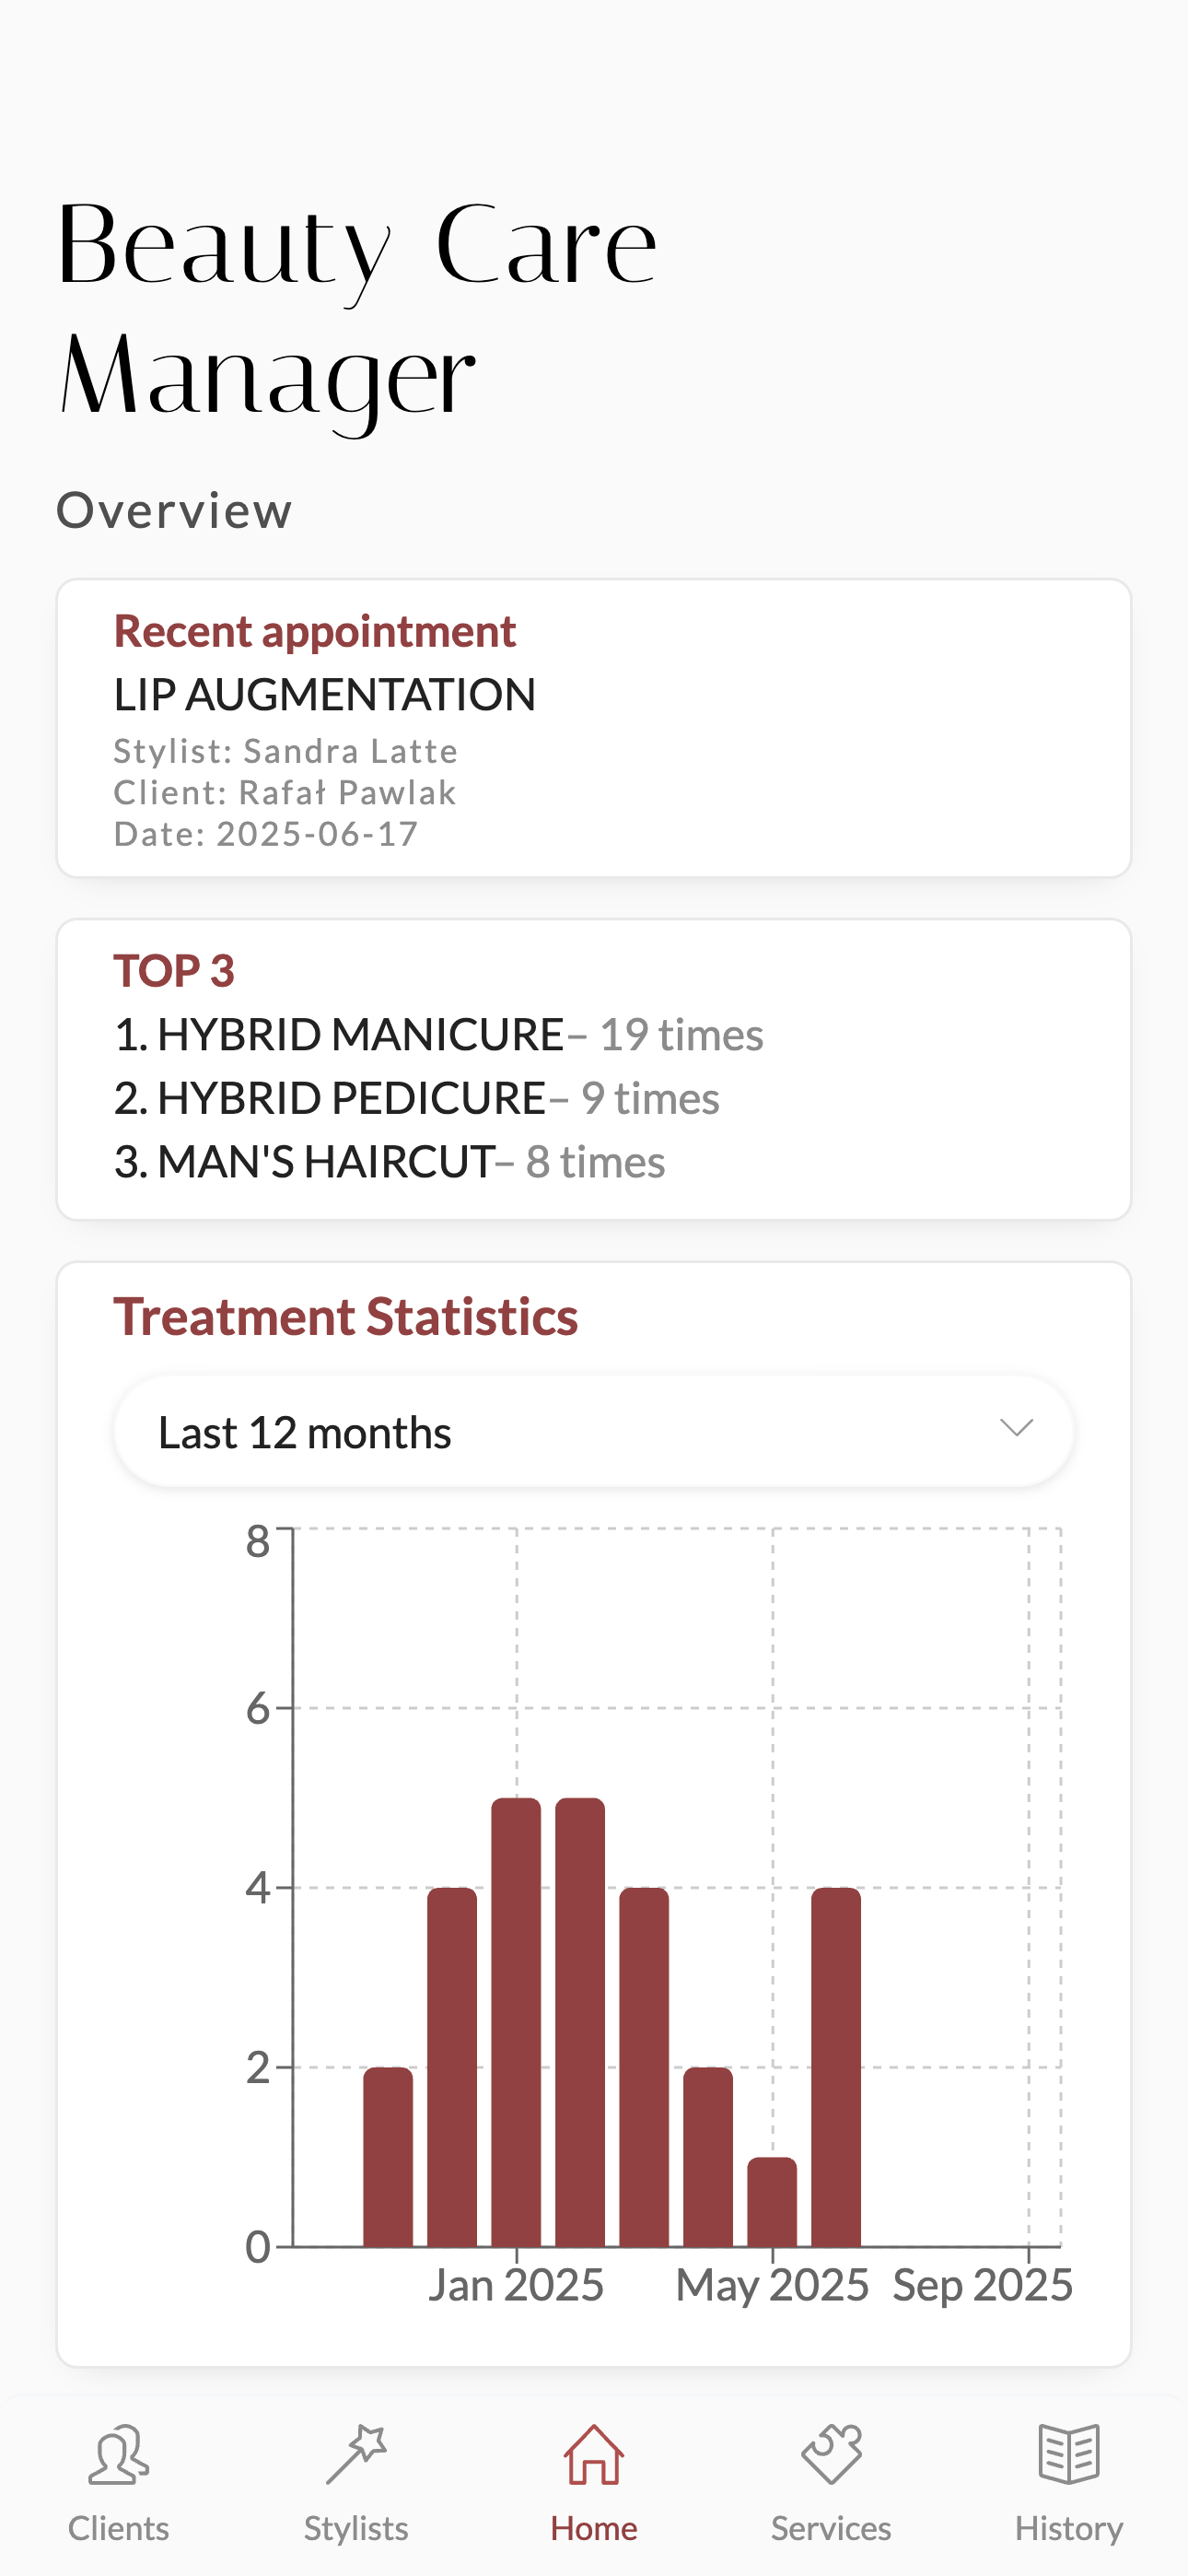 Beauty Care
Manager
Overview
Recent appointment
LIP AUGMENTATION
Stylist: Sandra Latte
Client: Rafał Pawlak
Date: 2025-06-17
TOP 3
1. HYBRID MANICURE– 19 times
2. HYBRID PEDICURE– 9 times
3. MAN'S HAIRCUT– 8 times
Treatment Statistics
Last 12 months
8
6
4
2
0
Jan 2025 May 2025 Sep 2025
Clients Stylists Home Services History